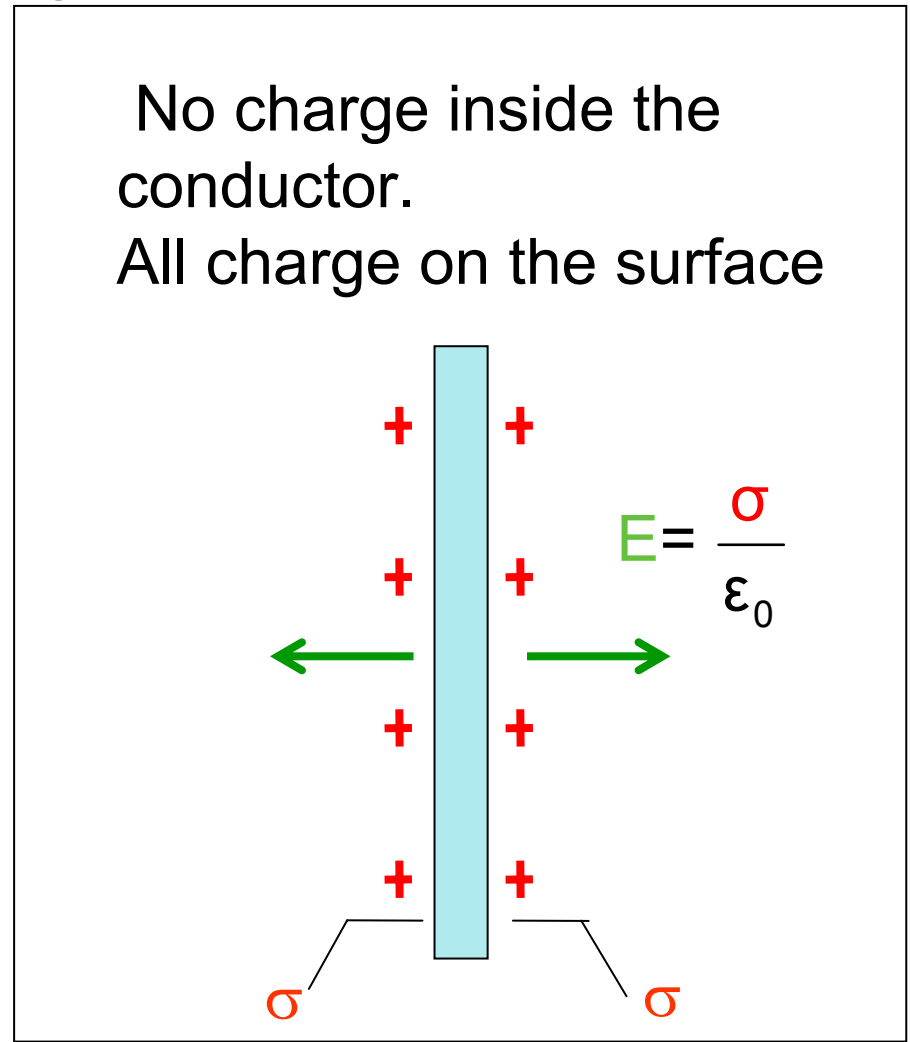 No charge inside the
conductor.
All charge on the surface
+ +
+ +
E= σ/ε₀
+ +
+ +
σ σ